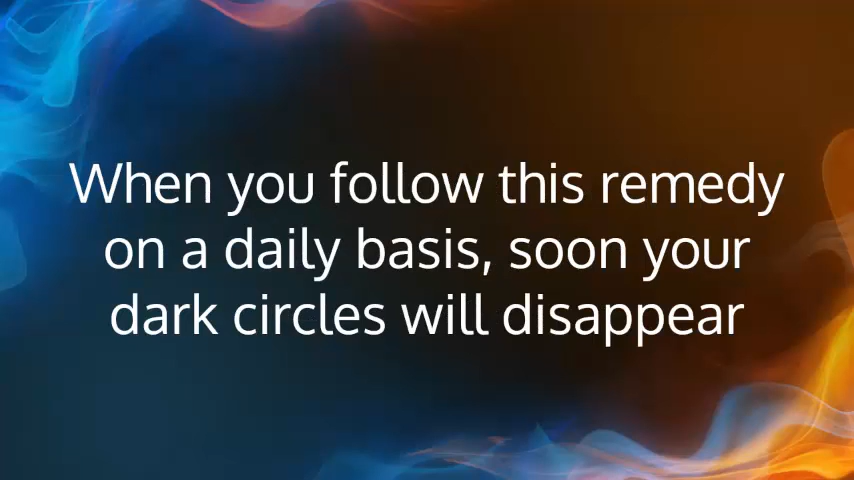 When you follow this remedy
on a daily basis, soon your
dark circles will disappear